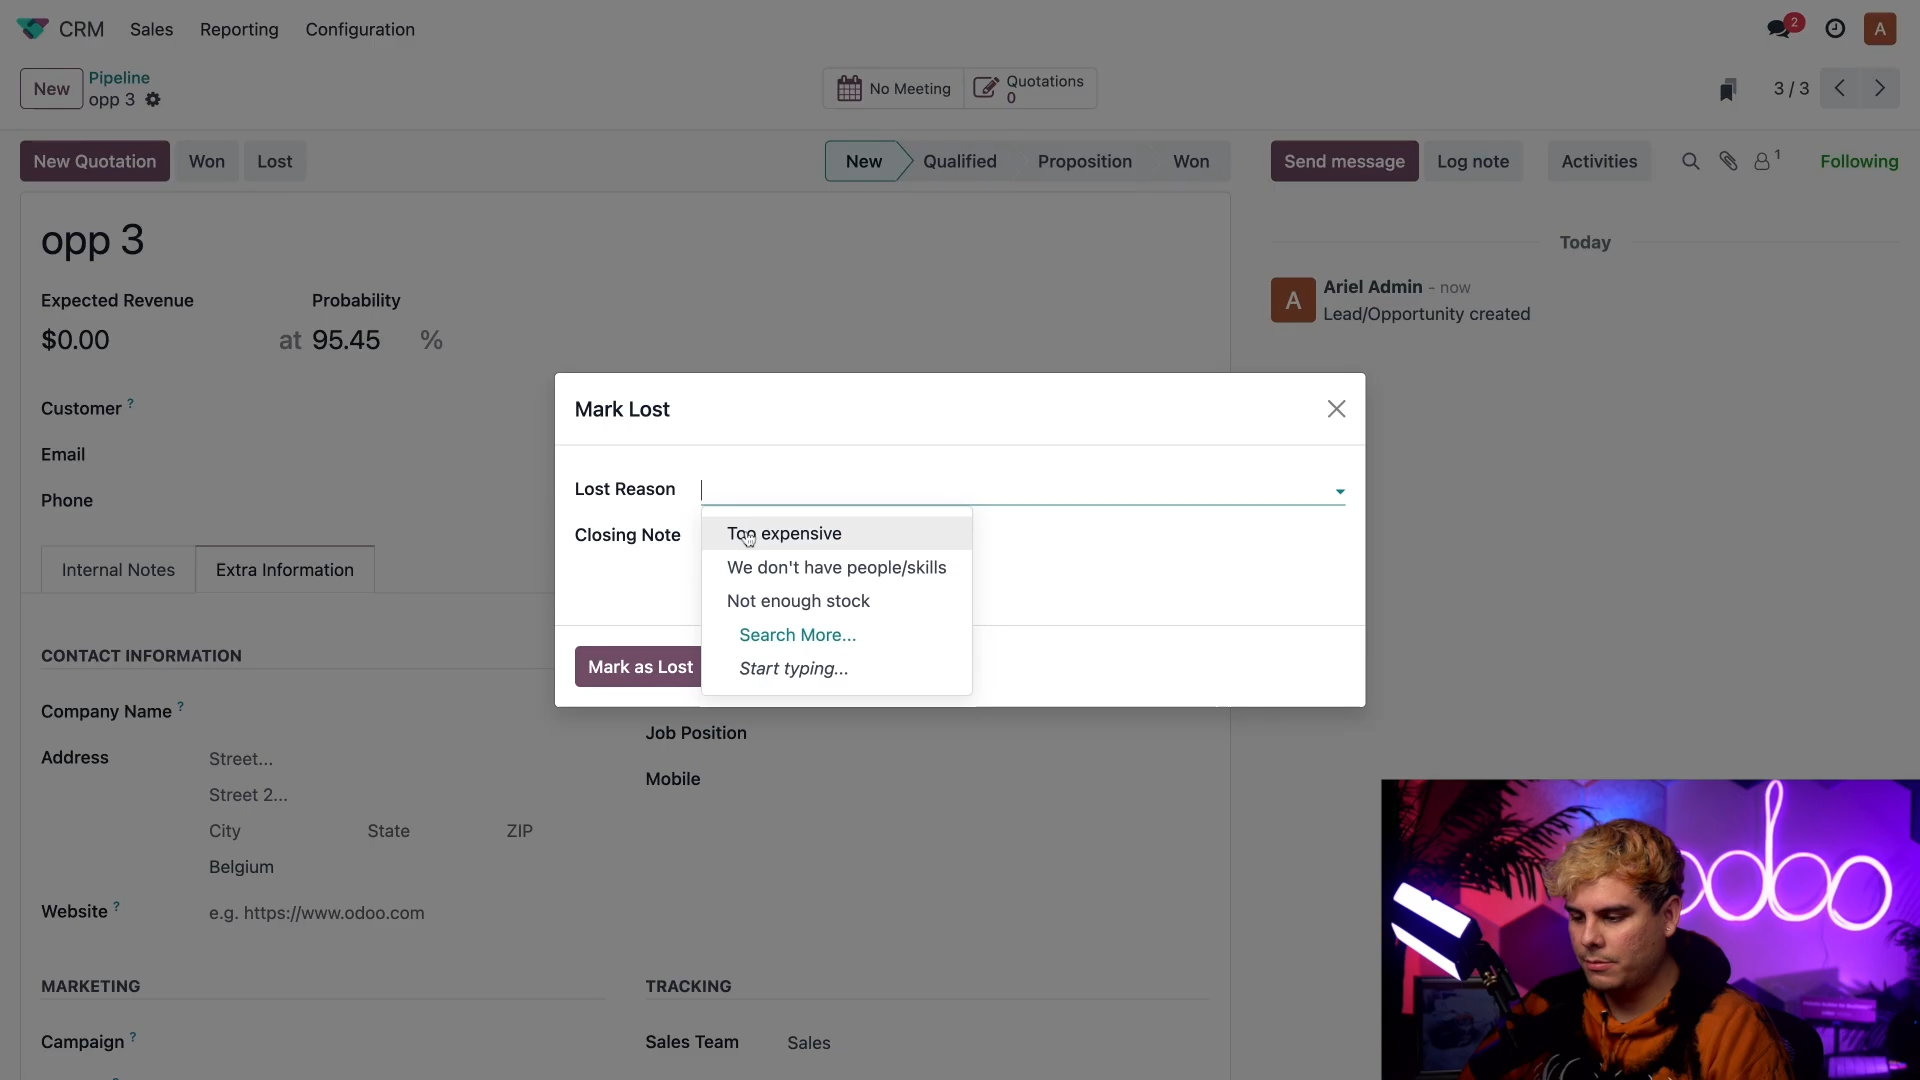 CRM Sales Reporting Configuration
2
A
New
Pipeline
opp 3
No Meeting
Quotations
0
3 / 3
New Quotation Won Lost
New Qualified Proposition Won
Send message Log note Activities 1 Following
opp 3
Expected Revenue Probability
$0.00 at 95.45 %
Today
A
Ariel Admin - now
Lead/Opportunity created
Customer ?
Email
Phone
Mark Lost
Lost Reason
Closing Note
Too expensive
We don't have people/skills
Not enough stock
Search More...
Start typing...
Mark as Lost
Internal Notes Extra Information
CONTACT INFORMATION
Company Name ?
Address Street...
Street 2...
City State ZIP
Belgium
Website ? e.g. https://www.odoo.com
Job Position
Mobile
MARKETING
Campaign ?
TRACKING
Sales Team Sales
odoo